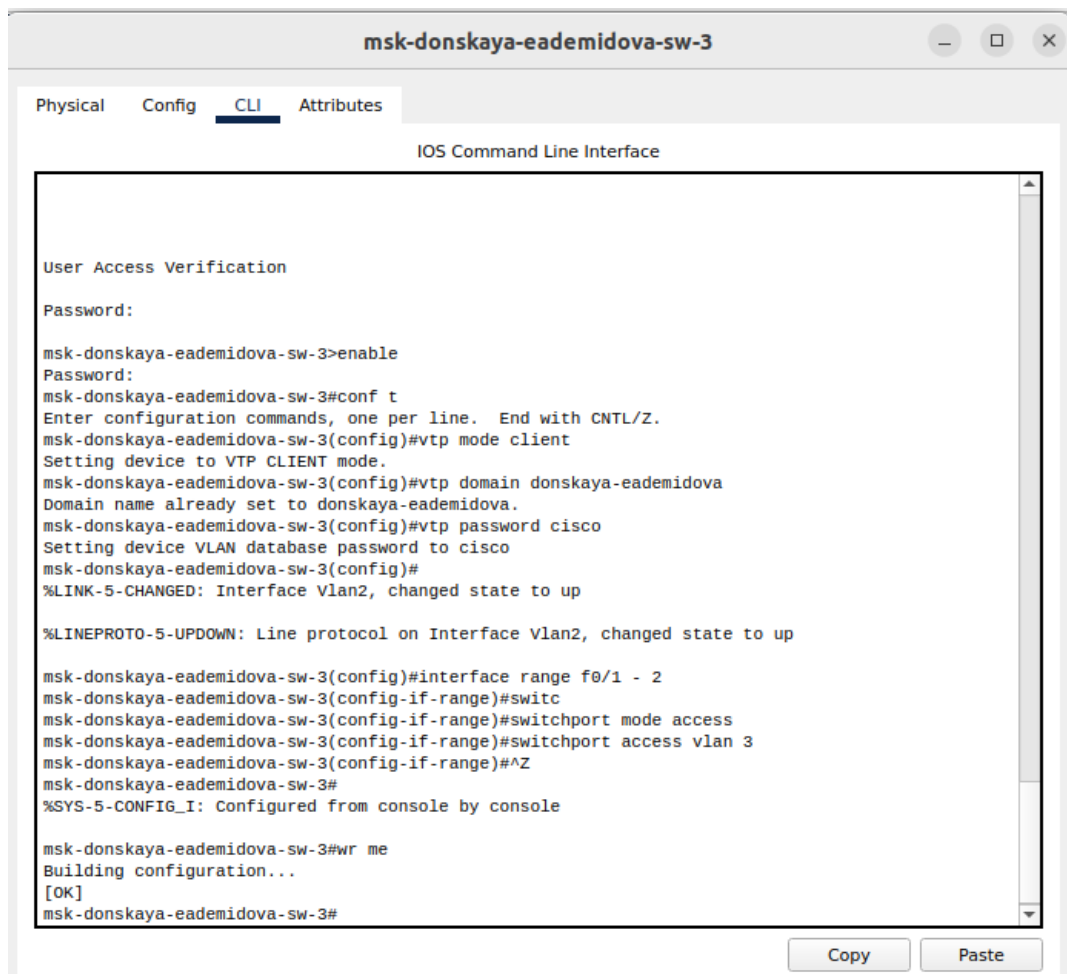 msk-donskaya-eademidova-sw-3
Physical Config CLI Attributes
IOS Command Line Interface
User Access Verification
Password:
msk-donskaya-eademidova-sw-3>enable
Password:
msk-donskaya-eademidova-sw-3#conf t
Enter configuration commands, one per line.  End with CNTL/Z.
msk-donskaya-eademidova-sw-3(config)#vtp mode client
Setting device to VTP CLIENT mode.
msk-donskaya-eademidova-sw-3(config)#vtp domain donskaya-eademidova
Domain name already set to donskaya-eademidova.
msk-donskaya-eademidova-sw-3(config)#vtp password cisco
Setting device VLAN database password to cisco
msk-donskaya-eademidova-sw-3(config)#
%LINK-5-CHANGED: Interface Vlan2, changed state to up
%LINEPROTO-5-UPDOWN: Line protocol on Interface Vlan2, changed state to up
msk-donskaya-eademidova-sw-3(config)#interface range f0/1 - 2
msk-donskaya-eademidova-sw-3(config-if-range)#switc
msk-donskaya-eademidova-sw-3(config-if-range)#switchport mode access
msk-donskaya-eademidova-sw-3(config-if-range)#switchport access vlan 3
msk-donskaya-eademidova-sw-3(config-if-range)#^Z
msk-donskaya-eademidova-sw-3#
%SYS-5-CONFIG_I: Configured from console by console
msk-donskaya-eademidova-sw-3#wr me
Building configuration...
[OK]
msk-donskaya-eademidova-sw-3#
Copy Paste